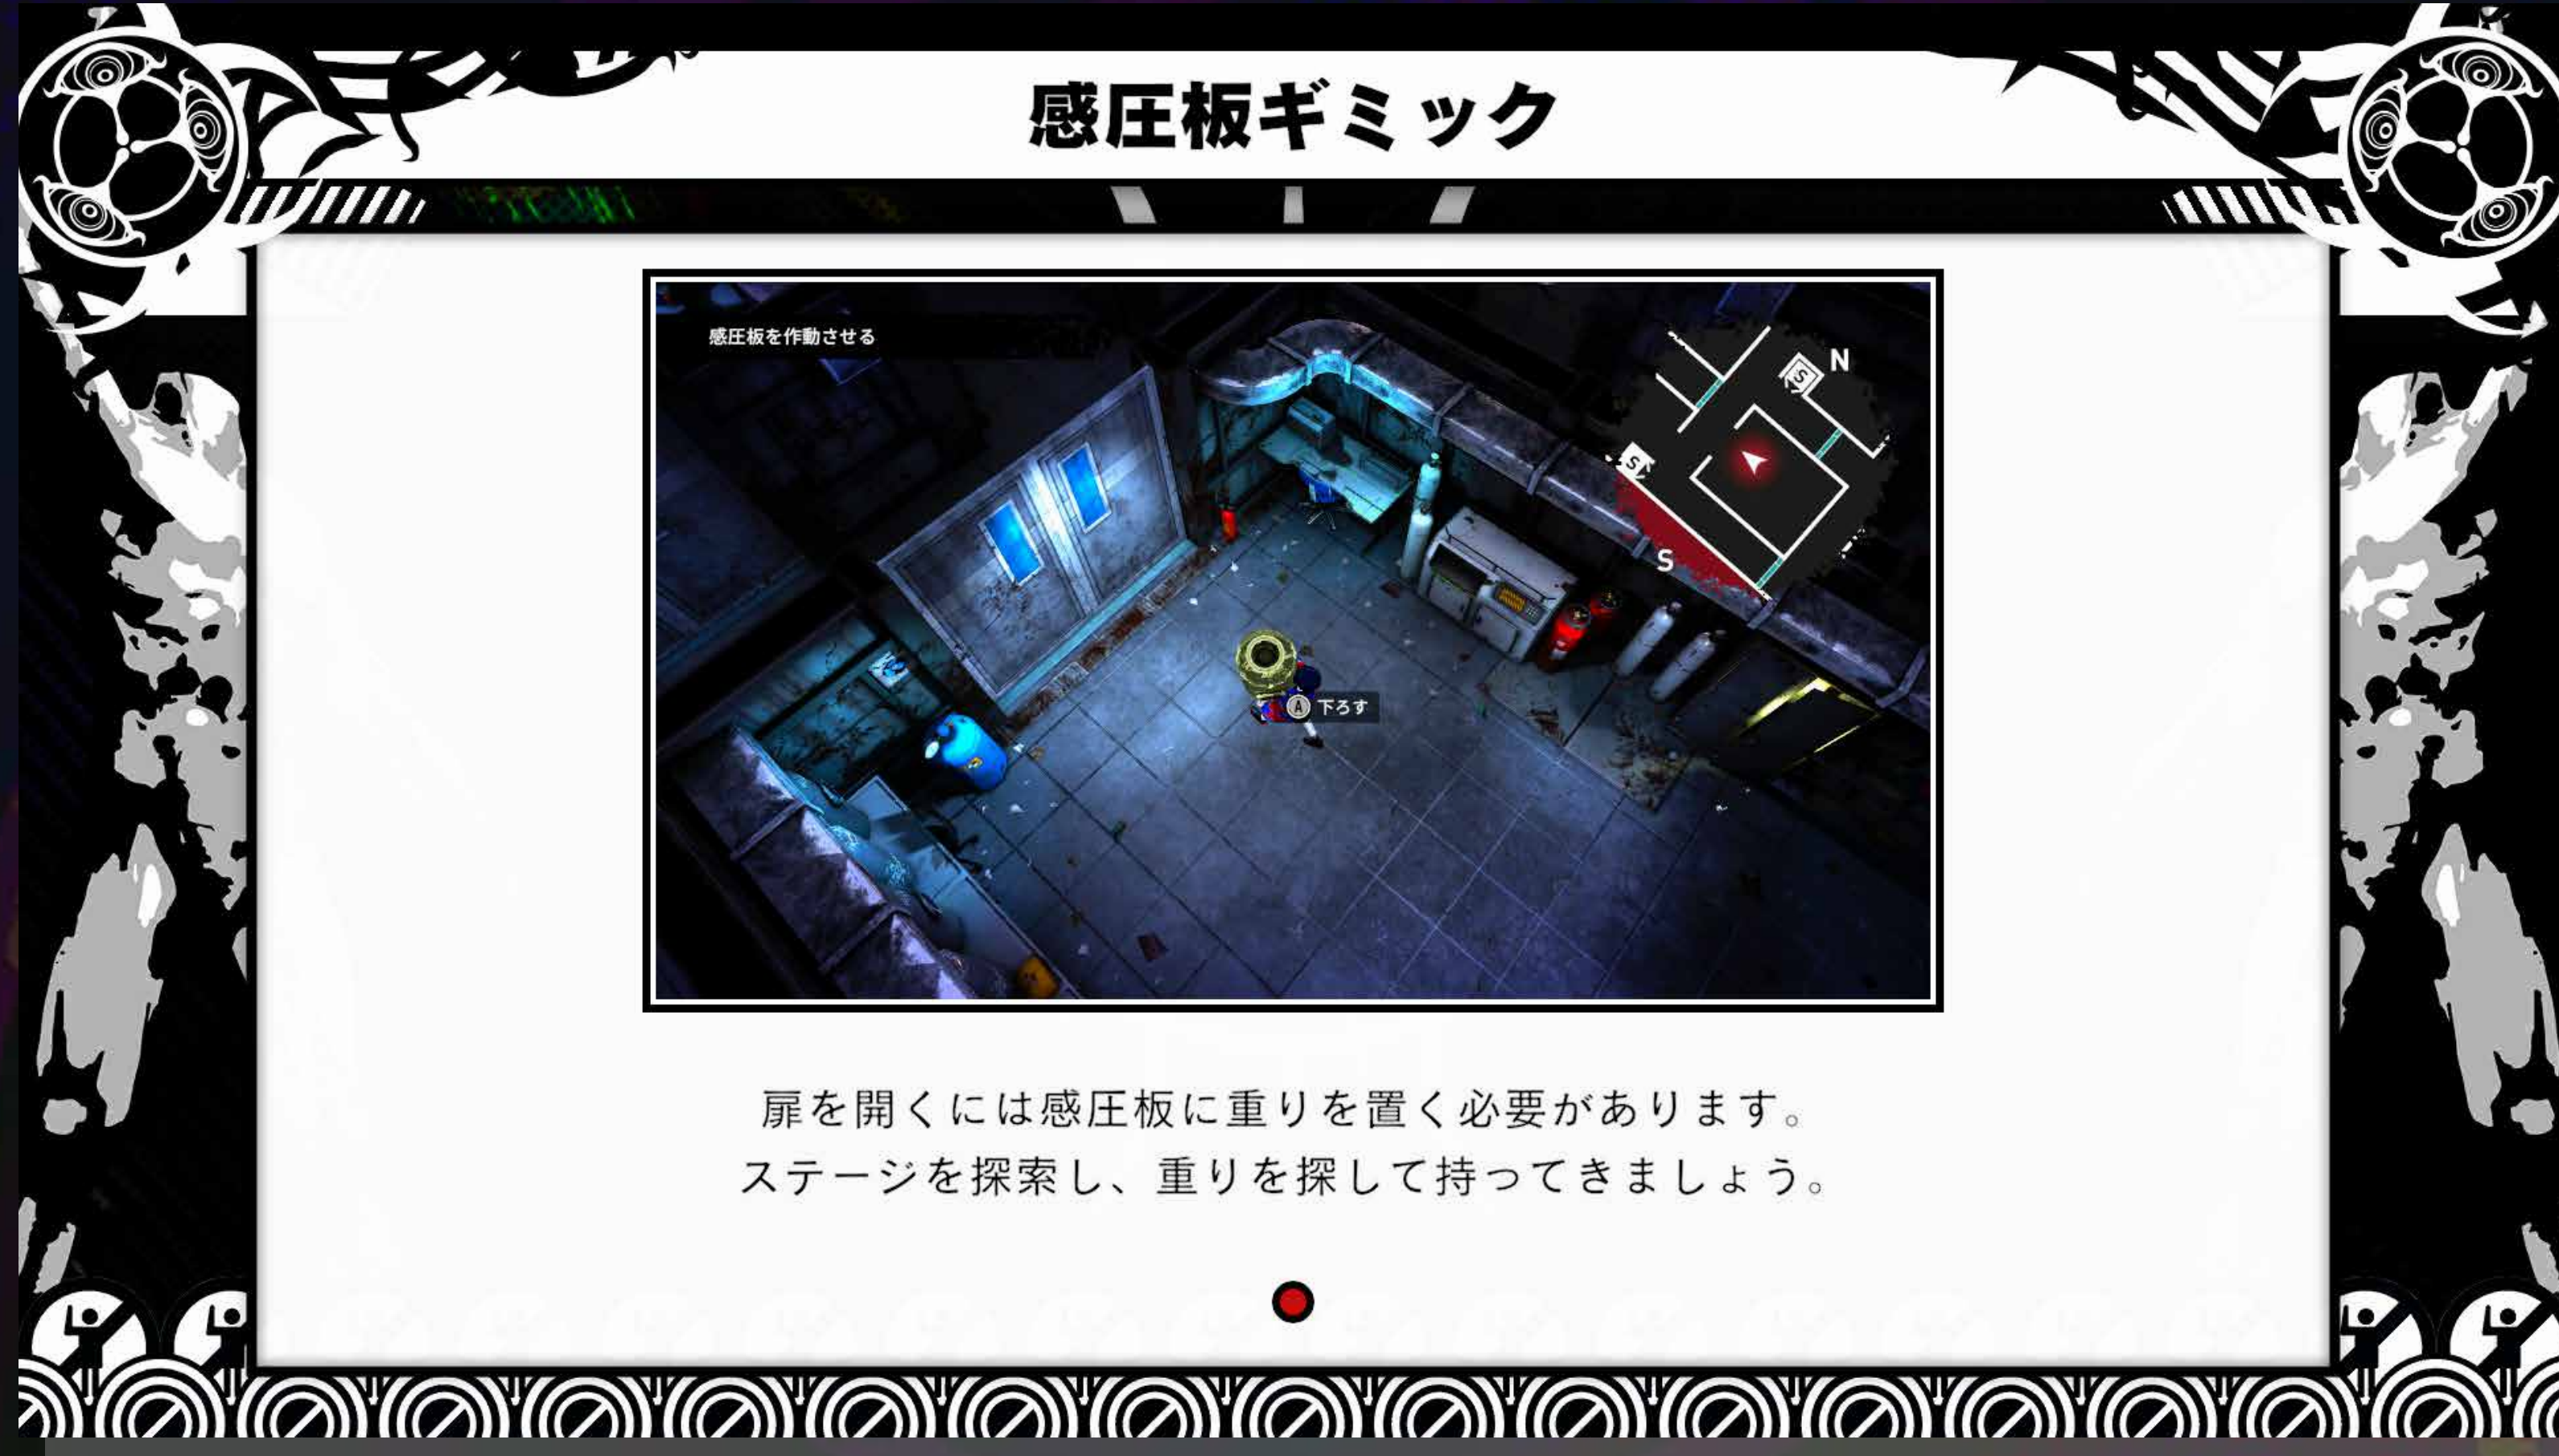 感圧板ギミック
感圧板を作動させる
N
S
S
S
A 下ろす
扉を開くには感圧板に重りを置く必要があります。
ステージを探索し、重りを探して持ってきましょう。